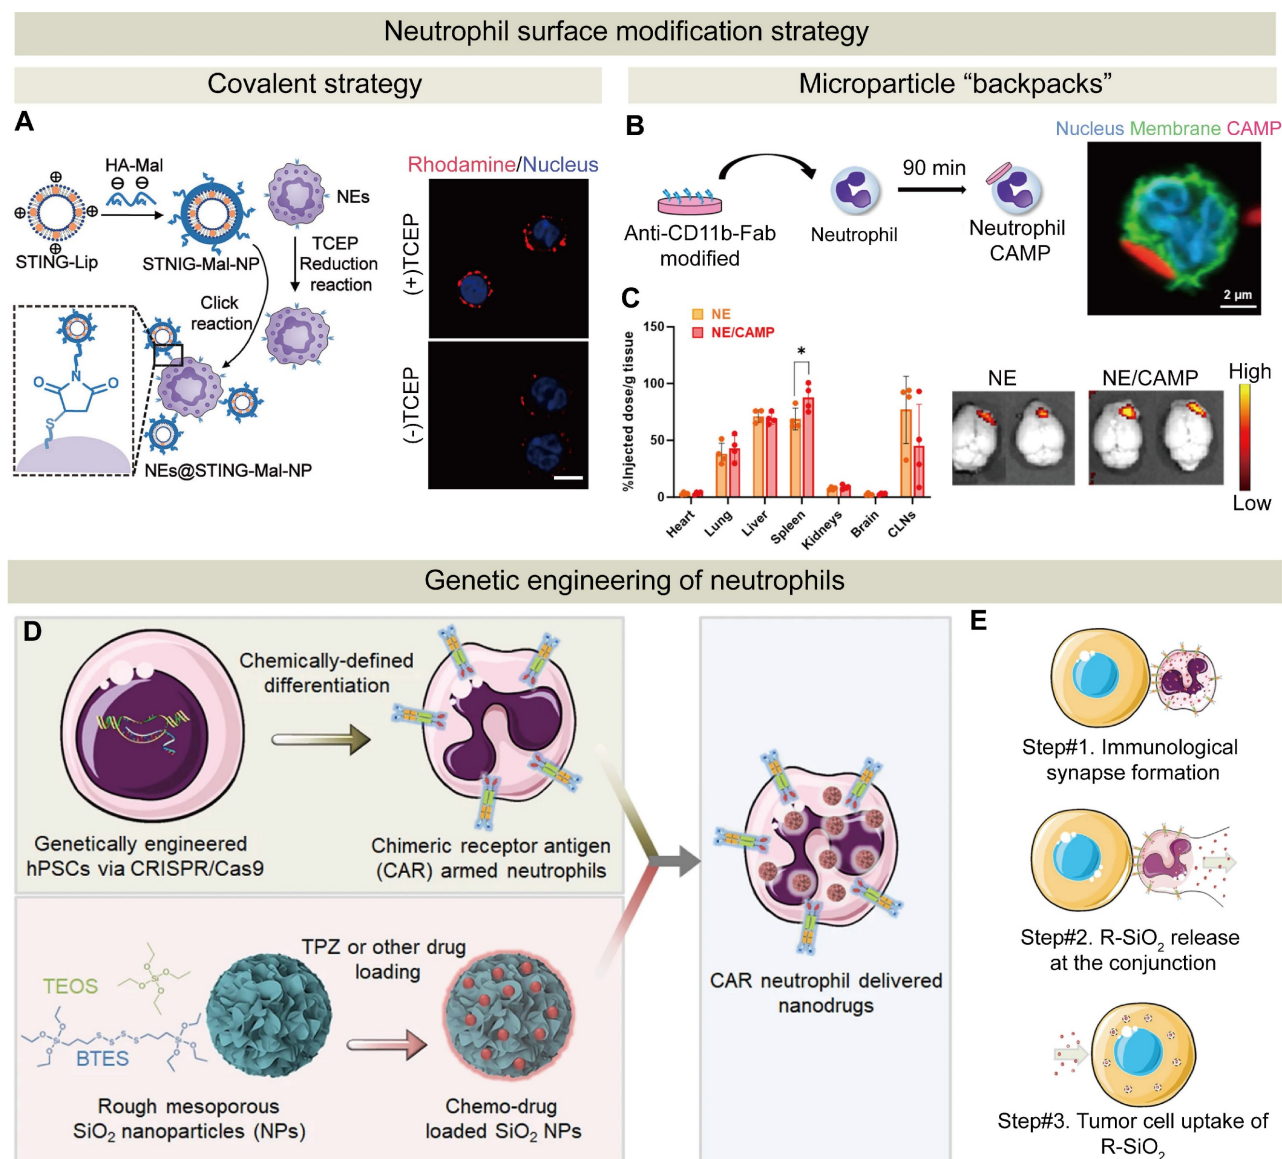 Neutrophil surface modification strategy
Covalent strategy
Microparticle “backpacks”
A
HA-Mal
STING-Lip
STNIG-Mal-NP
NEs
TCEP
Reduction
reaction
Click
reaction
N
O
O
S
NEs@STING-Mal-NP
Rhodamine/Nucleus
(+)TCEP
(-)TCEP
B
Anti-CD11b-Fab
modified
Neutrophil
90 min
Neutrophil
CAMP
Nucleus Membrane CAMP
2 μm
C
NE
NE/CAMP
%Injected dose/g tissue
150
100
50
0
*
Heart
Lung
Liver
Spleen
Kidneys
Brain
CLNs
NE
NE/CAMP
High
Low
Genetic engineering of neutrophils
D
Chemically-defined
differentiation
Genetically engineered
hPSCs via CRISPR/Cas9
Chimeric receptor antigen
(CAR) armed neutrophils
TEOS
BTES
TPZ or other drug
loading
Rough mesoporous
SiO₂ nanoparticles (NPs)
Chemo-drug
loaded SiO₂ NPs
CAR neutrophil delivered
nanodrugs
E
Step#1. Immunological
synapse formation
Step#2. R-SiO₂ release
at the conjunction
Step#3. Tumor cell uptake of
R-SiO₂